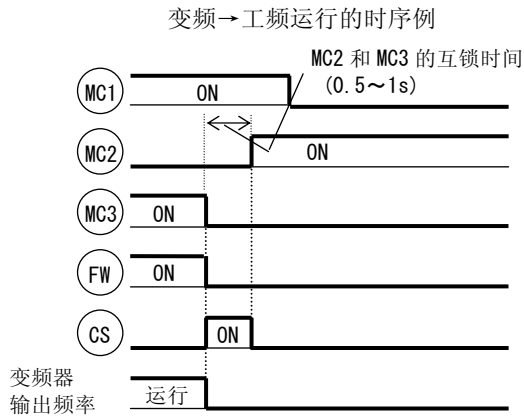 变频→工频运行的时序例
MC2 和 MC3 的互锁时间
(0.5～1s)
MC1 ON
MC2 ON
MC3 ON
FW ON
CS ON
变频器
输出频率 运行